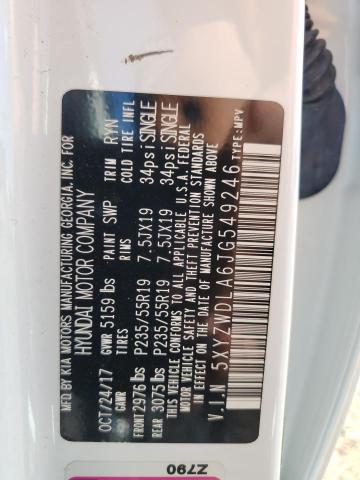 MFD BY KIA MOTORS MANUFACTURING GEORGIA, INC. FOR
HYUNDAI MOTOR COMPANY
OCT/24/17 GVWR 5159 lbs PAINT SWP TRIM RYN
GAWR TIRES RIMS COLD TIRE INFL
FRONT2976 lbs P235/55R19 7.5JX19 34psi SINGLE
REAR 3075 lbs P235/55R19 7.5JX19 34psi SINGLE
THIS VEHICLE CONFORMS TO ALL APPLICABLE U.S.A. FEDERAL
MOTOR VEHICLE SAFETY AND THEFT PREVENTION STANDARDS
IN EFFECT ON THE DATE OF MANUFACTURE SHOWN ABOVE.
V.I.N 5XYZWDLA6JG549246 TYPE:MPV
Z790